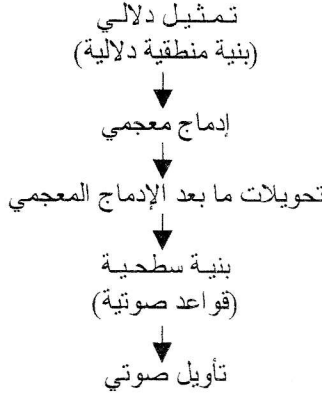 تمثيل دلالي
(بنية منطقية دلالية)
إدماج معجمي
تحويلات ما بعد الإدماج المعجمي
بنية سطحية
(قواعد صوتية)
تأويل صوتي